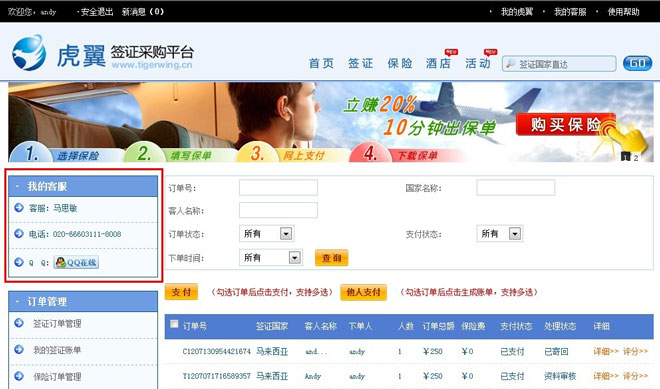 欢迎您，andy ·安全退出 新消息（0） · 我的虎翼 · 我的客服 · 使用帮助
虎翼 签证采购平台
www.tigerwing.cn
首页 签证 保险 酒店 活动 签证国家直达 GO
立赚20%
10分钟出保单
购买保险
1. 选择保险 2. 填写保单 3. 网上支付 4. 下载保单
1 2
· 我的客服
客服：马思敏
电话：020-66603111-8008
Q Q： QQ在线
· 订单管理
签证订单管理
我的签证账单
保险订单管理
订单号： 国家名称：
客人名称：
订单状态： 所有 支付状态： 所有
下单时间： 所有 查询
支付 （勾选订单后点击支付，支持多选） 他人支付 （勾选订单后点击生成账单，支持多选）
订单号 签证国家 客人名称 下单人 人数 订单总额 保险费 支付状态 处理状态 详细
C1207130954421674 马来西亚 and... andy 1 ￥250 ￥0 已支付 已寄回 详细>> 评分>>
T1207071716589357 马来西亚 Andy andy 1 ￥250 ￥0 已支付 资料审核 详细>> 评分>>